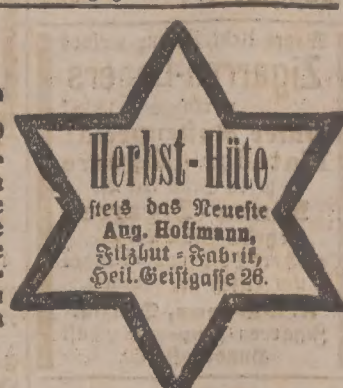 Herbst-Hüte
stets das Neueste
Aug. Hoffmann,
Filzhut-Fabrik,
Heil. Geistgasse 26.